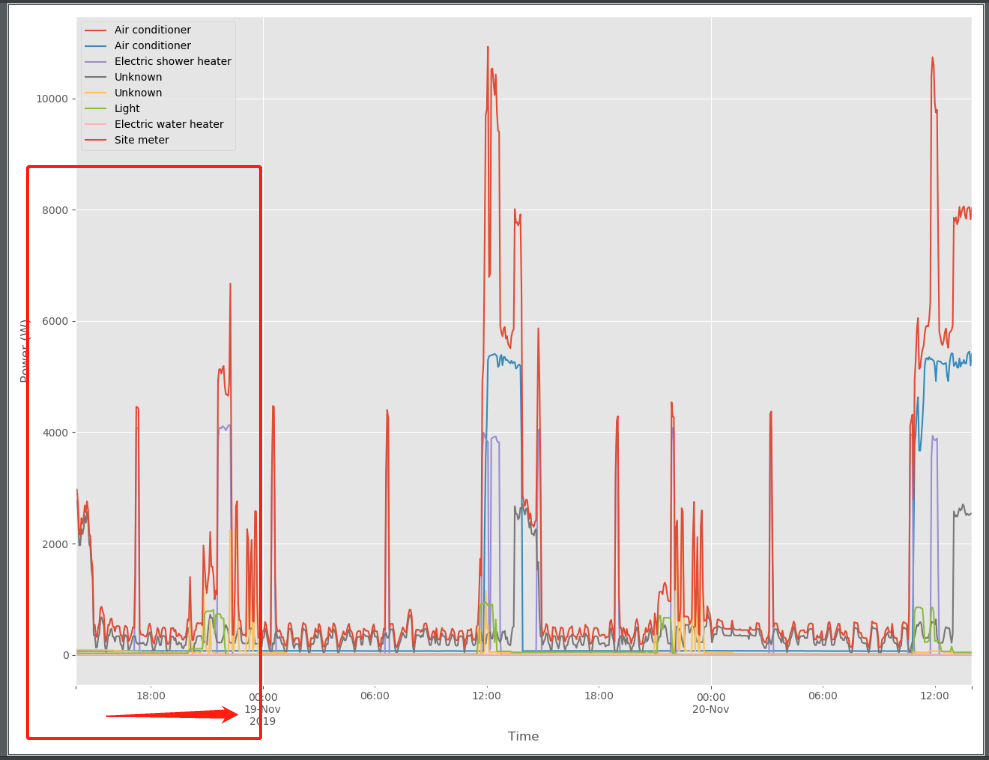 Air conditioner
Air conditioner
Electric shower heater
Unknown
Unknown
Light
Electric water heater
Site meter
10000
8000
6000
4000
2000
0
Power (W)
18:00
00:00
19-Nov
2019
06:00
12:00
18:00
00:00
20-Nov
06:00
12:00
Time